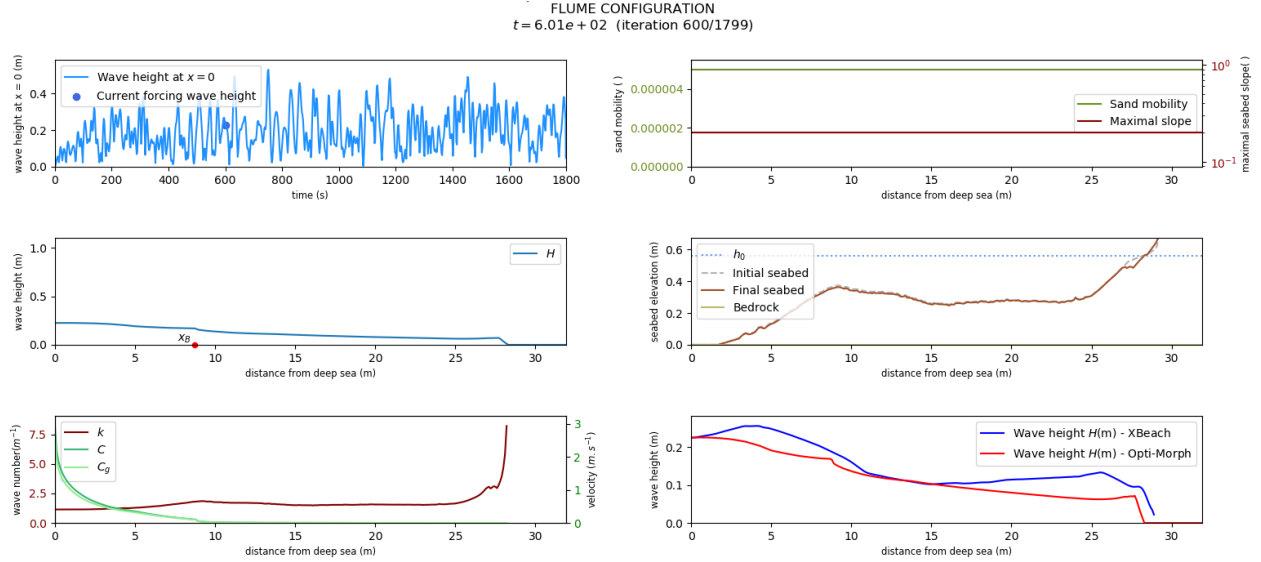 FLUME CONFIGURATION
t = 6.01e + 02 (iteration 600/1799)
wave height at x = 0 (m)
0.4
0.2
0.0
Wave height at x = 0
Current forcing wave height
0 200 400 600 800 1000 1200 1400 1600 1800
time (s)
sand mobility ( )
0.000004
0.000002
0.000000
Sand mobility
Maximal slope
10⁰
10⁻¹
maximal seabed slope( )
0 5 10 15 20 25 30
distance from deep sea (m)
wave height (m)
1.0
0.5
0.0
H
x_B
0 5 10 15 20 25 30
distance from deep sea (m)
seabed elevation (m)
0.6
0.4
0.2
0.0
h₀
Initial seabed
Final seabed
Bedrock
0 5 10 15 20 25 30
distance from deep sea (m)
wave number(m⁻¹)
7.5
5.0
2.5
0.0
k
C
C_g
3
2
1
0
velocity (m.s⁻¹)
0 5 10 15 20 25 30
distance from deep sea (m)
wave height (m)
0.2
0.1
0.0
Wave height H(m) - XBeach
Wave height H(m) - Opti-Morph
0 5 10 15 20 25 30
distance from deep sea (m)